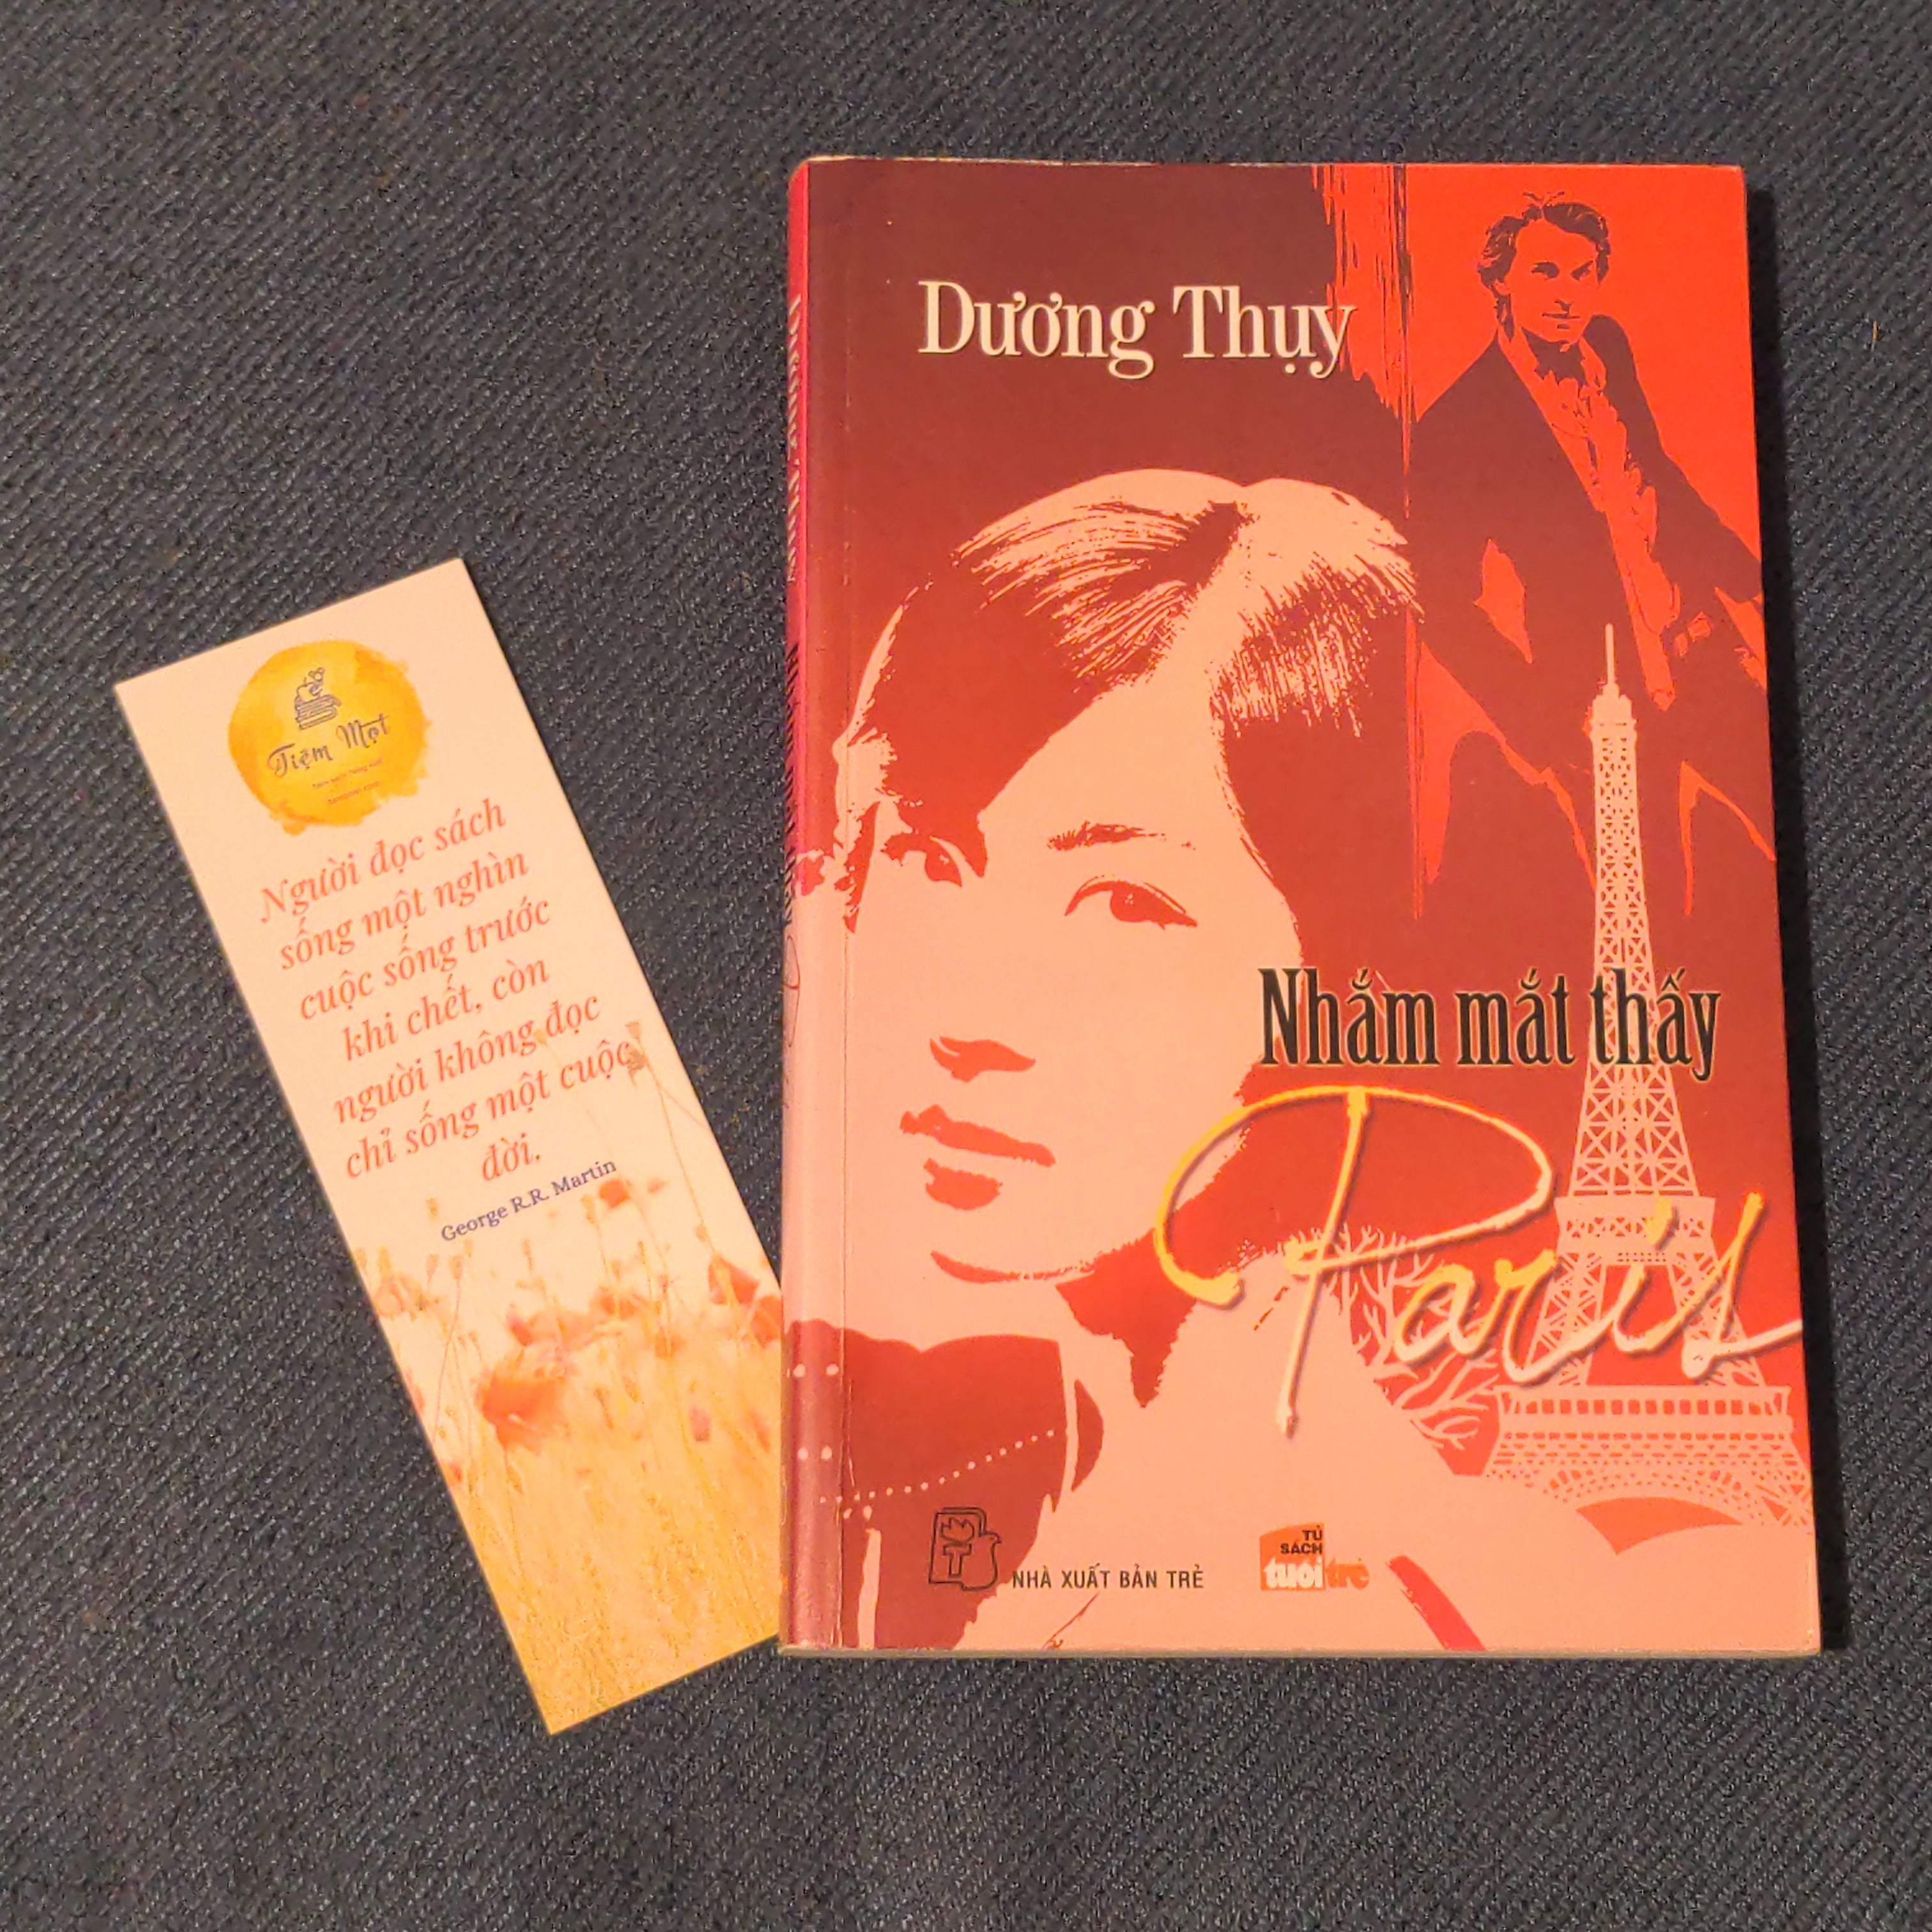 Tiệm Mọt
Người đọc sách
sống một nghìn
cuộc sống trước
khi chết, còn
người không đọc
chỉ sống một cuộc
đời.
George R.R. Martin
Dương Thụy
Nhắm mắt thấy
Paris
NHÀ XUẤT BẢN TRẺ
TỦ
SÁCH
tuổi trẻ